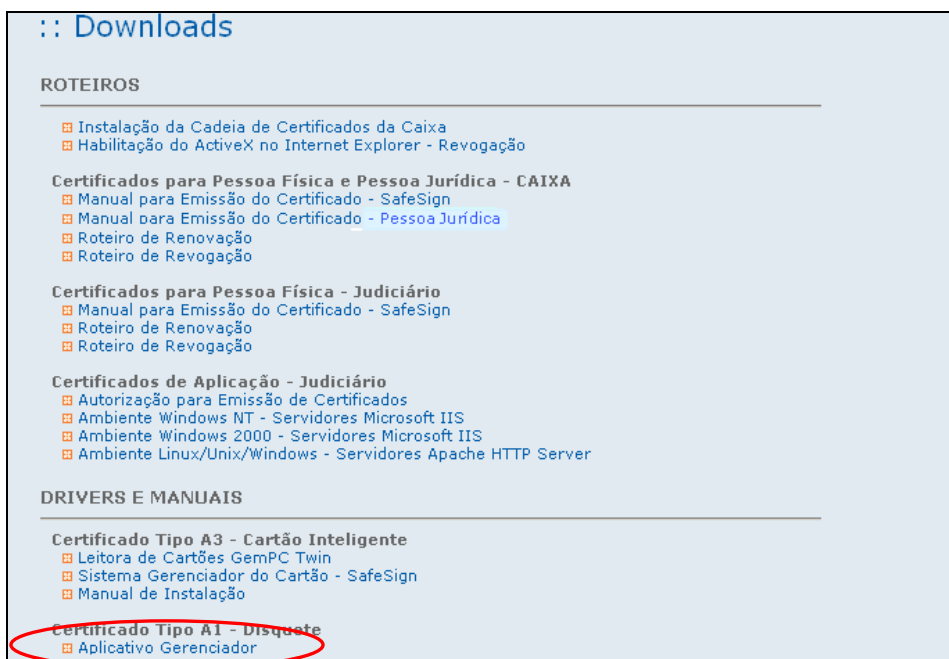 :: Downloads
ROTEIROS
Instalação da Cadeia de Certificados da Caixa
Habilitação do ActiveX no Internet Explorer - Revogação
Certificados para Pessoa Física e Pessoa Jurídica - CAIXA
Manual para Emissão do Certificado - SafeSign
Manual para Emissão do Certificado - Pessoa Jurídica
Roteiro de Renovação
Roteiro de Revogação
Certificados para Pessoa Física - Judiciário
Manual para Emissão do Certificado - SafeSign
Roteiro de Renovação
Roteiro de Revogação
Certificados de Aplicação - Judiciário
Autorização para Emissão de Certificados
Ambiente Windows NT - Servidores Microsoft IIS
Ambiente Windows 2000 - Servidores Microsoft IIS
Ambiente Linux/Unix/Windows - Servidores Apache HTTP Server
DRIVERS E MANUAIS
Certificado Tipo A3 - Cartão Inteligente
Leitora de Cartões GemPC Twin
Sistema Gerenciador do Cartão - SafeSign
Manual de Instalação
Certificado Tipo A1 - Disquete
Aplicativo Gerenciador